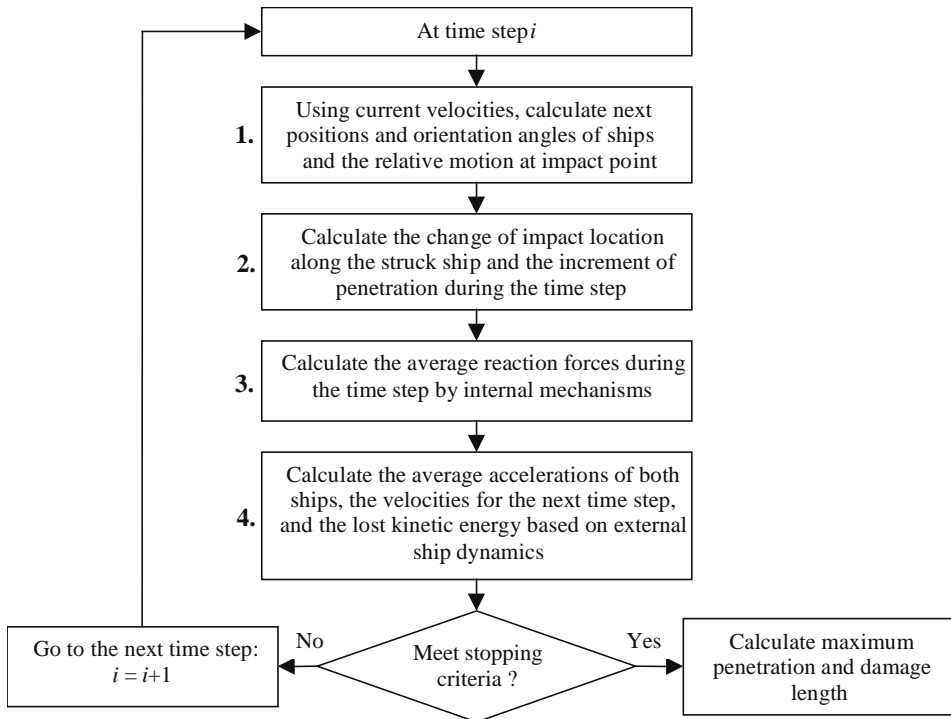 At time step i
1.
Using current velocities, calculate next
positions and orientation angles of ships
and the relative motion at impact point
2.
Calculate the change of impact location
along the struck ship and the increment of
penetration during the time step
3.
Calculate the average reaction forces during
the time step by internal mechanisms
4.
Calculate the average accelerations of both
ships, the velocities for the next time step,
and the lost kinetic energy based on external
ship dynamics
Go to the next time step:
i = i+1
No
Meet stopping
criteria ?
Yes
Calculate maximum
penetration and damage
length